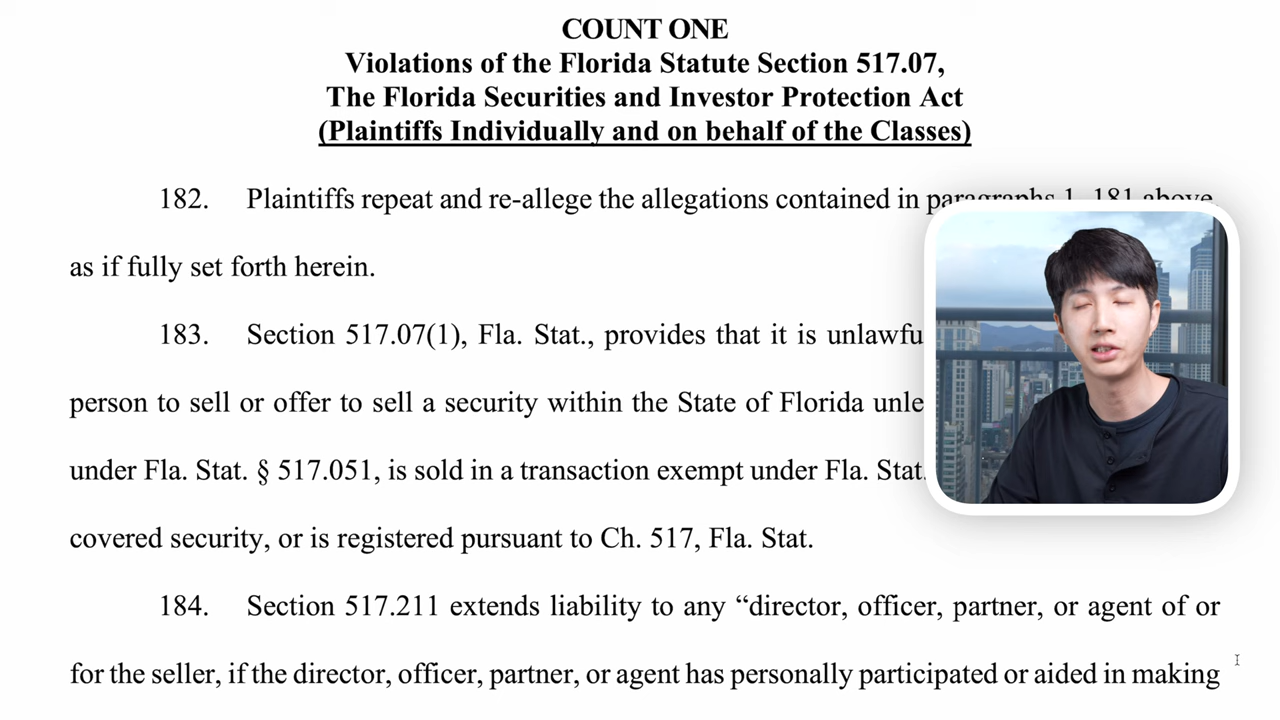 COUNT ONE
Violations of the Florida Statute Section 517.07,
The Florida Securities and Investor Protection Act
(Plaintiffs Individually and on behalf of the Classes)
182. Plaintiffs repeat and re-allege the allegations contained in paragraphs 1 181 above
as if fully set forth herein.
183. Section 517.07(1), Fla. Stat., provides that it is
person to sell or offer to sell a security within the State of Florida
under Fla. Stat. § 517.051, is sold in a transaction exempt under Fla. Stat.
covered security, or is registered pursuant to Ch. 517, Fla. Stat.
184. Section 517.211 extends liability to any “director, officer, partner, or agent of or
for the seller, if the director, officer, partner, or agent has personally participated or aided in making